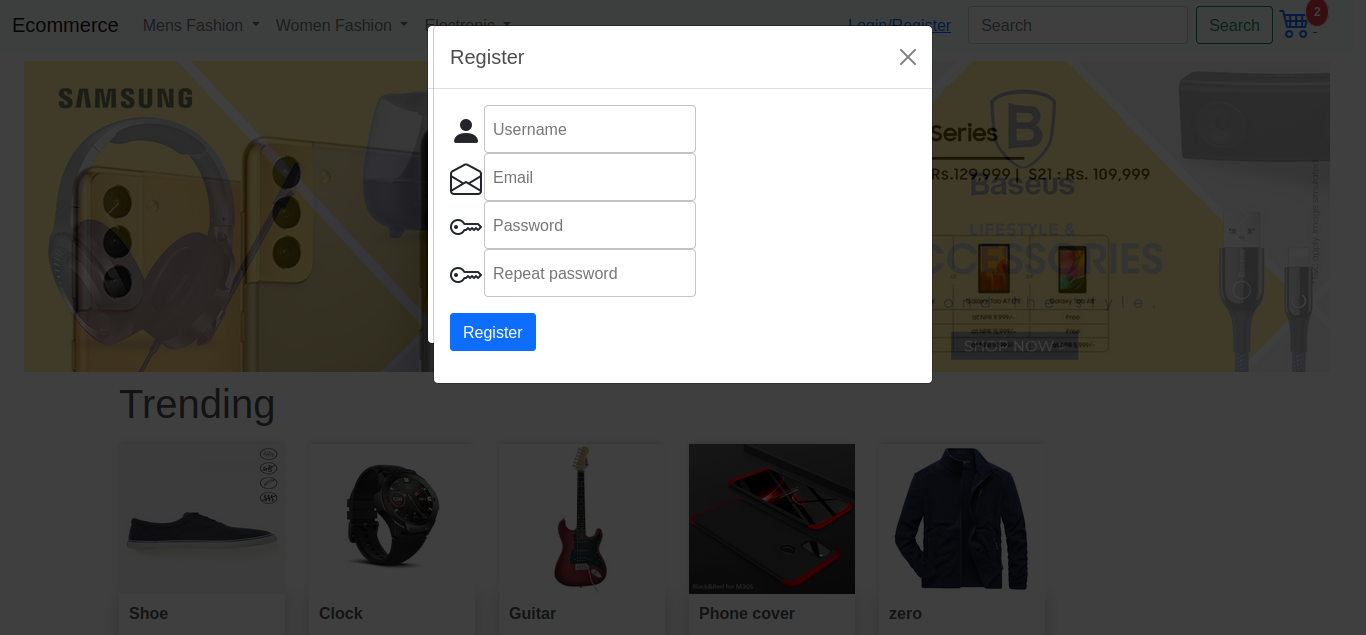 Ecommerce
Mens Fashion
Women Fashion
Electronic
Login/Register
Search
Search
2
Register
Username
Email
Password
Repeat password
Register
SAMSUNG
Series
Rs.129,999 | S21 : Rs. 109,999
Baseus
LIFESTYLE &
ACCESSORIES
SHOP NOW
Trending
Shoe
Clock
Guitar
Phone cover
zero